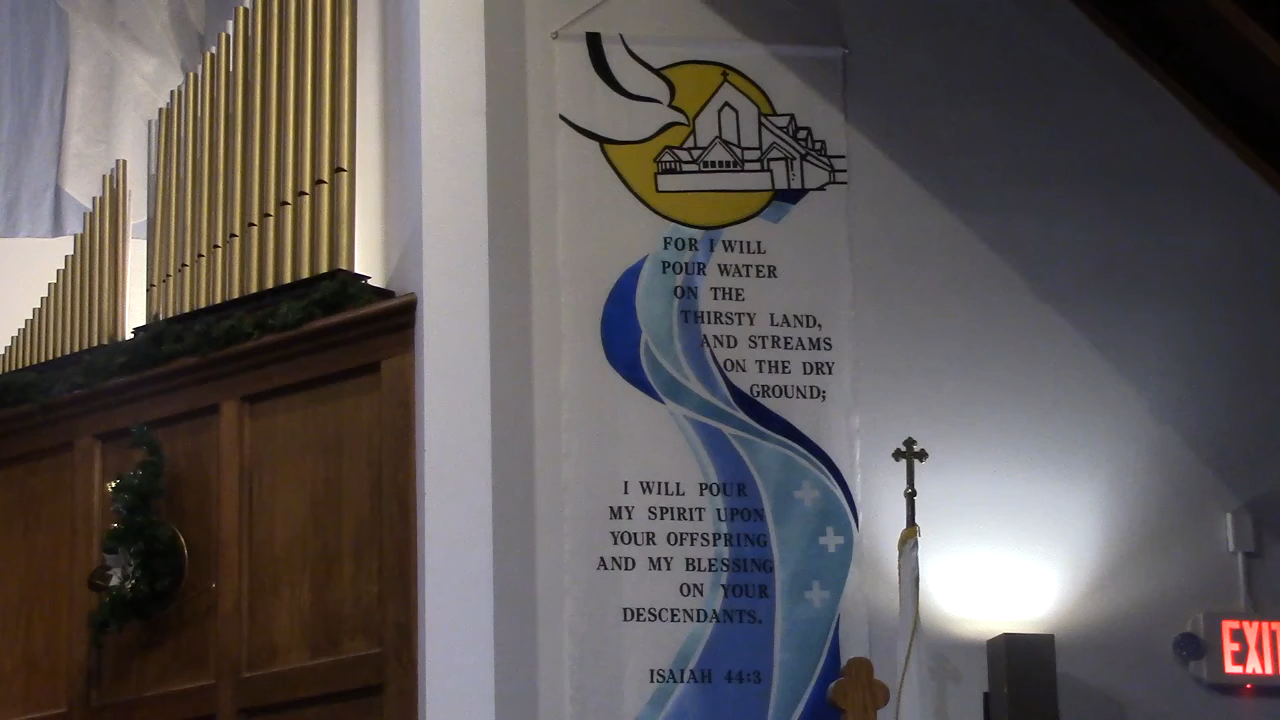 FOR I WILL
POUR WATER
ON THE
THIRSTY LAND,
AND STREAMS
ON THE DRY
GROUND;
I WILL POUR
MY SPIRIT UPON
YOUR OFFSPRING
AND MY BLESSING
ON YOUR
DESCENDANTS.
ISAIAH 44:3
EXIT